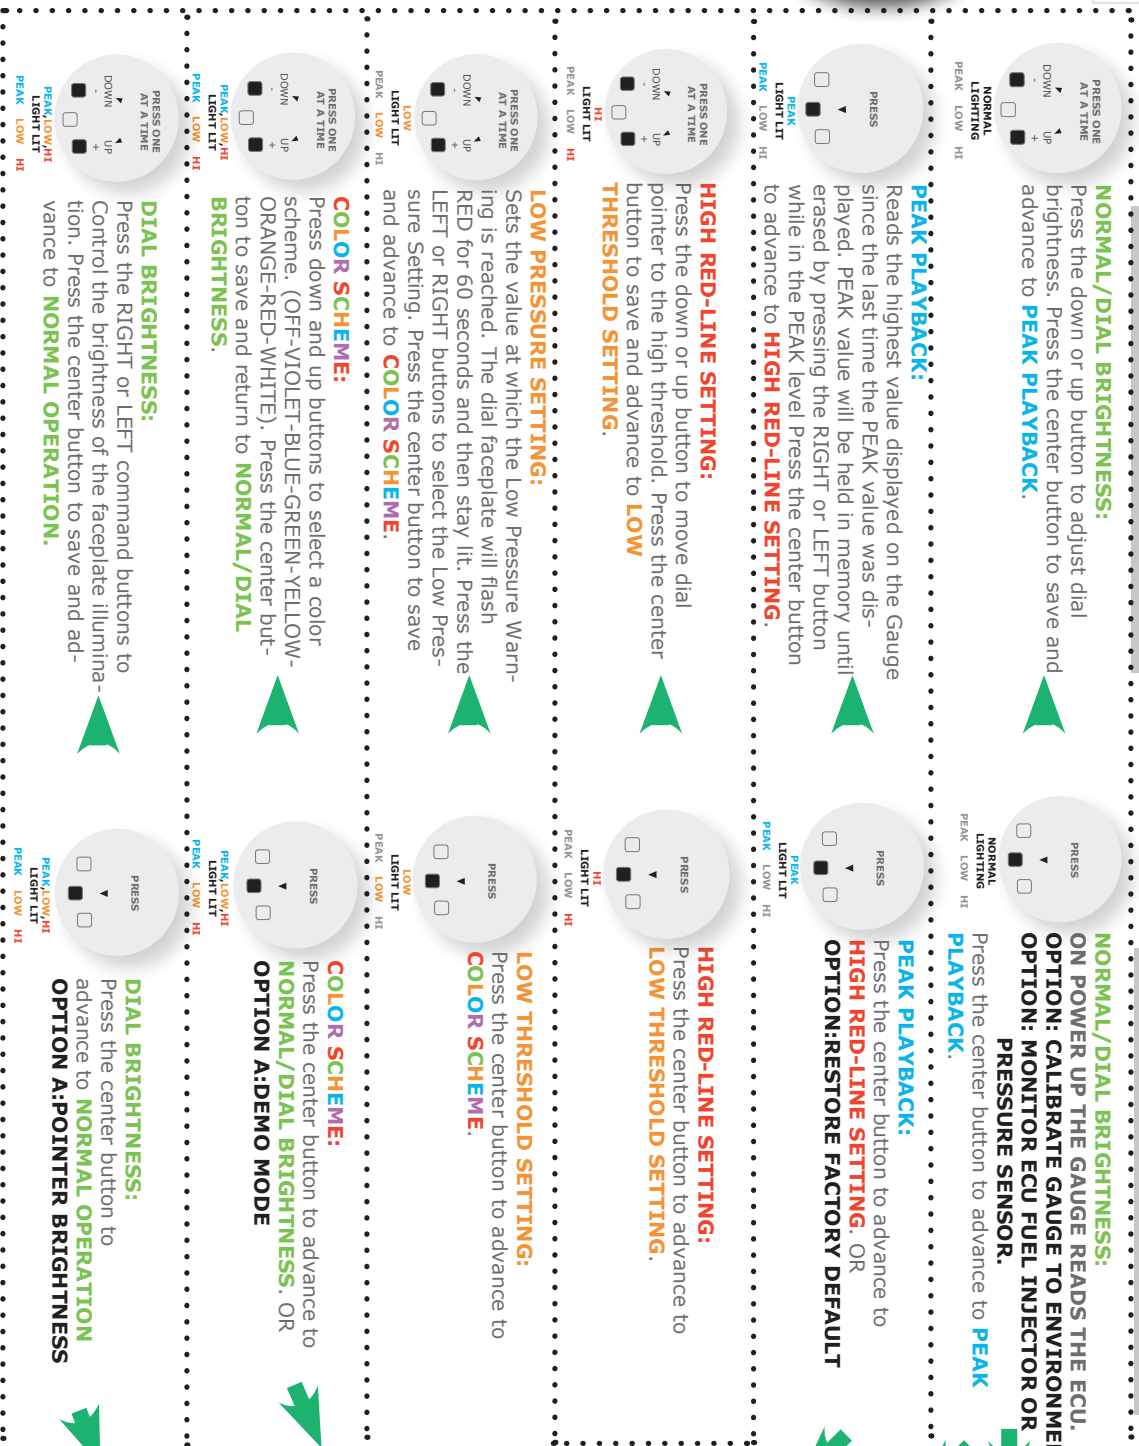 PRESS ONE
AT A TIME
DOWN UP
- +
NORMAL
LIGHTING
PEAK LOW HI
NORMAL/DIAL BRIGHTNESS:
Press the down or up button to adjust dial
brightness. Press the center button to save and
advance to PEAK PLAYBACK.
PRESS
NORMAL
LIGHTING
PEAK LOW HI
NORMAL/DIAL BRIGHTNESS:
ON POWER UP THE GAUGE READS THE ECU.
OPTION: CALIBRATE GAUGE TO ENVIRONME
OPTION: MONITOR ECU FUEL INJECTOR OR
PRESSURE SENSOR.
Press the center button to advance to PEAK
PLAYBACK.
PRESS
PEAK
LIGHT LIT
PEAK LOW HI
PEAK PLAYBACK:
Reads the highest value displayed on the Gauge
since the last time the PEAK value was dis-
played. PEAK value will be held in memory until
erased by pressing the RIGHT or LEFT button
while in the PEAK level Press the center button
to advance to HIGH RED-LINE SETTING.
PRESS
PEAK
LIGHT LIT
PEAK LOW HI
PEAK PLAYBACK:
Press the center button to advance to
HIGH RED-LINE SETTING. OR
OPTION:RESTORE FACTORY DEFAULT
PRESS ONE
AT A TIME
DOWN UP
- +
HI
LIGHT LIT
PEAK LOW HI
HIGH RED-LINE SETTING:
Press the down or up button to move dial
pointer to the high threshold. Press the center
button to save and advance to LOW
THRESHOLD SETTING.
PRESS
HI
LIGHT LIT
PEAK LOW HI
HIGH RED-LINE SETTING:
Press the center button to advance to
LOW THRESHOLD SETTING.
PRESS ONE
AT A TIME
DOWN UP
- +
LOW
LIGHT LIT
PEAK LOW HI
LOW PRESSURE SETTING:
Sets the value at which the Low Pressure Warn-
ing is reached. The dial faceplate will flash
RED for 60 seconds and then stay lit. Press the
LEFT or RIGHT buttons to select the Low Pres-
sure Setting. Press the center button to save
and advance to COLOR SCHEME.
PRESS
LOW
LIGHT LIT
PEAK LOW HI
LOW THRESHOLD SETTING:
Press the center button to advance to
COLOR SCHEME.
PRESS ONE
AT A TIME
DOWN UP
- +
PEAK,LOW,HI
LIGHT LIT
PEAK LOW HI
COLOR SCHEME:
Press down and up buttons to select a color
scheme. (OFF-VIOLET-BLUE-GREEN-YELLOW-
ORANGE-RED-WHITE). Press the center but-
ton to save and return to NORMAL/DIAL
BRIGHTNESS.
PRESS
PEAK,LOW,HI
LIGHT LIT
PEAK LOW HI
COLOR SCHEME:
Press the center button to advance to
NORMAL/DIAL BRIGHTNESS. OR
OPTION A:DEMO MODE
PRESS ONE
AT A TIME
DOWN UP
- +
PEAK,LOW,HI
LIGHT LIT
PEAK LOW HI
DIAL BRIGHTNESS:
Press the RIGHT or LEFT command buttons to
Control the brightness of the faceplate illumina-
tion. Press the center button to save and ad-
vance to NORMAL OPERATION.
PRESS
PEAK,LOW,HI
LIGHT LIT
PEAK LOW HI
DIAL BRIGHTNESS:
Press the center button to
advance to NORMAL OPERATION
OPTION A:POINTER BRIGHTNESS